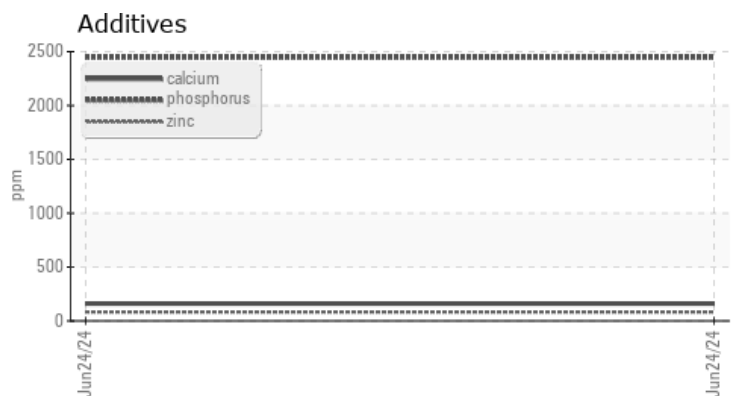 Additives
2500
2000
1500
1000
500
0
ppm
calcium
phosphorus
zinc
Jun24/24
Jun24/24